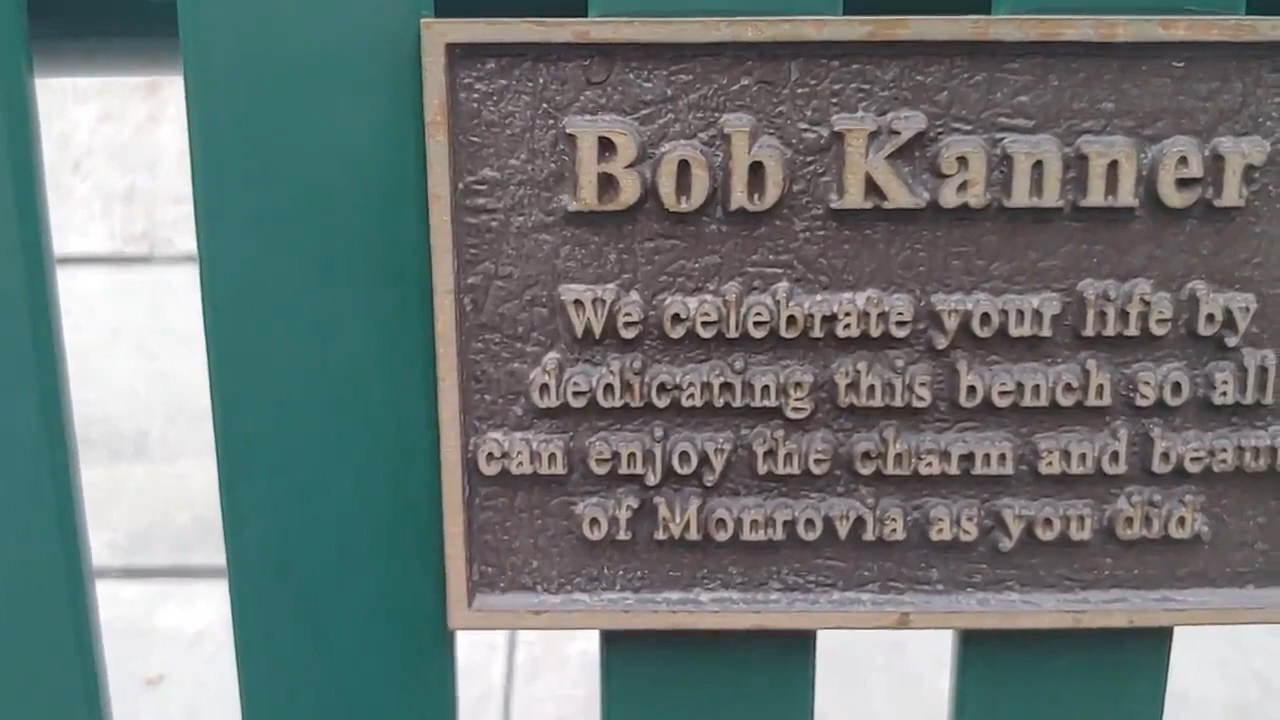 Bob Kanner
We celebrate your life by
dedicating this bench so all
can enjoy the charm and beau
of Monrovia as you did.